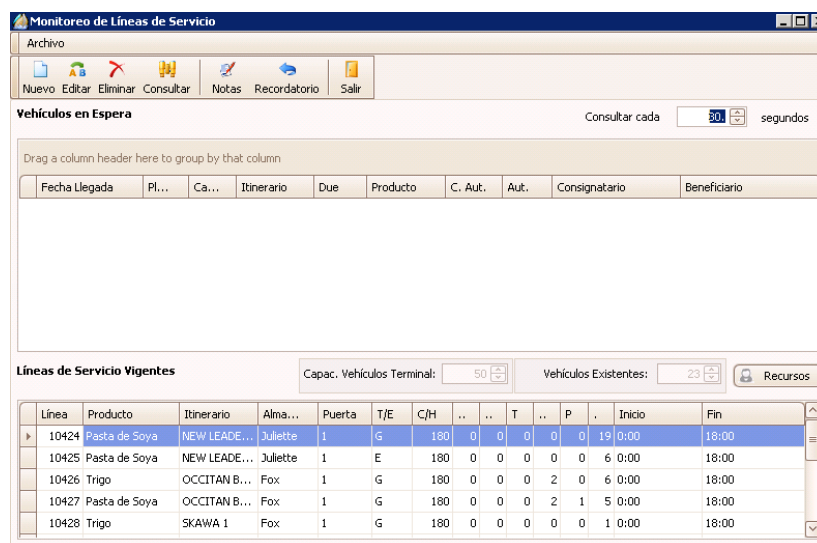 Monitoreo de Líneas de Servicio
Archivo
Nuevo Editar Eliminar Consultar Notas Recordatorio Salir
Vehículos en Espera Consultar cada 30. segundos
Drag a column header here to group by that column
Fecha Llegada Pl... Ca... Itinerario Due Producto C. Aut. Aut. Consignatario Beneficiario
Líneas de Servicio Vigentes Capac. Vehículos Terminal: 50 Vehículos Existentes: 23 Recursos
Línea Producto Itinerario Alma... Puerta T/E C/H .. .. T .. P . Inicio Fin
10424 Pasta de Soya NEW LEADE... Juliette 1 G 180 0 0 0 0 0 19 0:00 18:00
10425 Pasta de Soya NEW LEADE... Juliette 1 E 180 0 0 0 0 0 6 0:00 18:00
10426 Trigo OCCITAN B... Fox 1 G 180 0 0 0 2 0 6 0:00 18:00
10427 Pasta de Soya OCCITAN B... Fox 1 G 180 0 0 0 2 1 5 0:00 18:00
10428 Trigo SKAWA 1 Fox 1 G 180 0 0 0 0 0 1 0:00 18:00